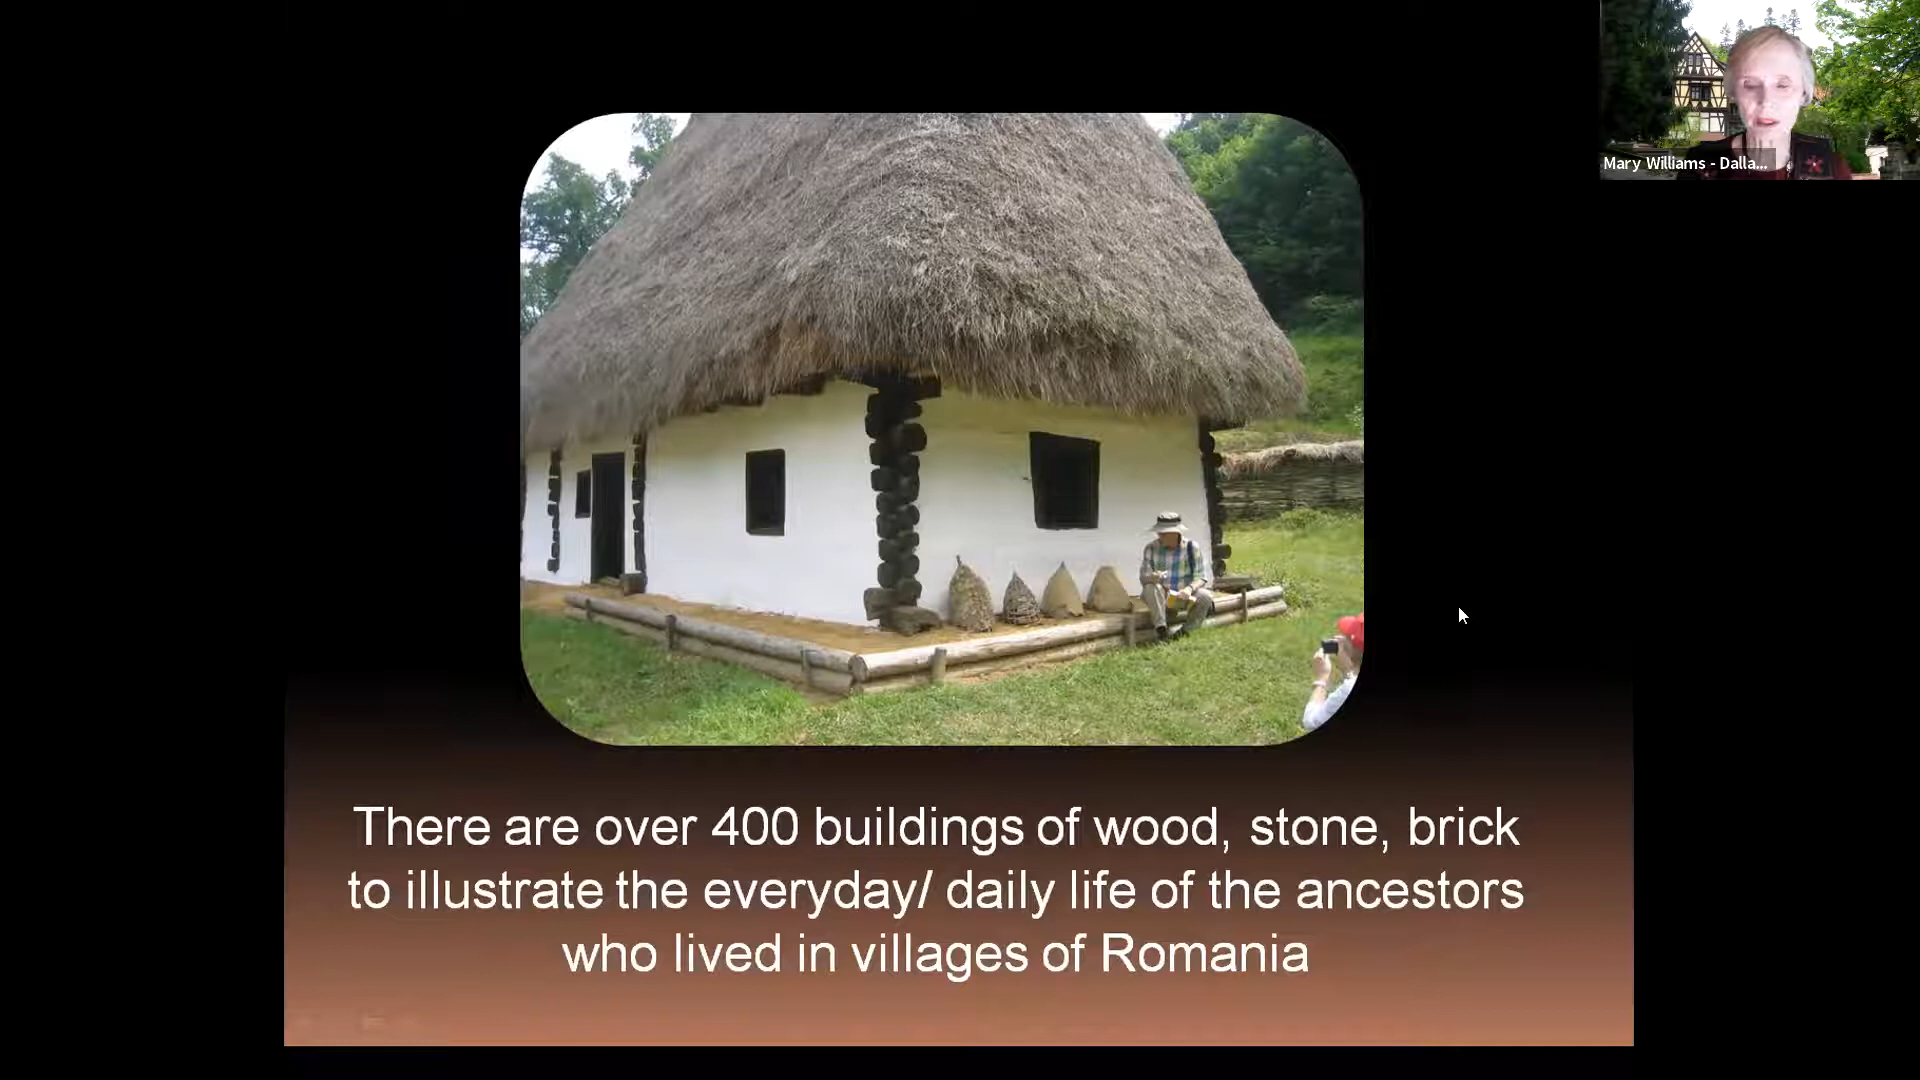 Mary Williams - Dalla...
There are over 400 buildings of wood, stone, brick
to illustrate the everyday/ daily life of the ancestors
who lived in villages of Romania